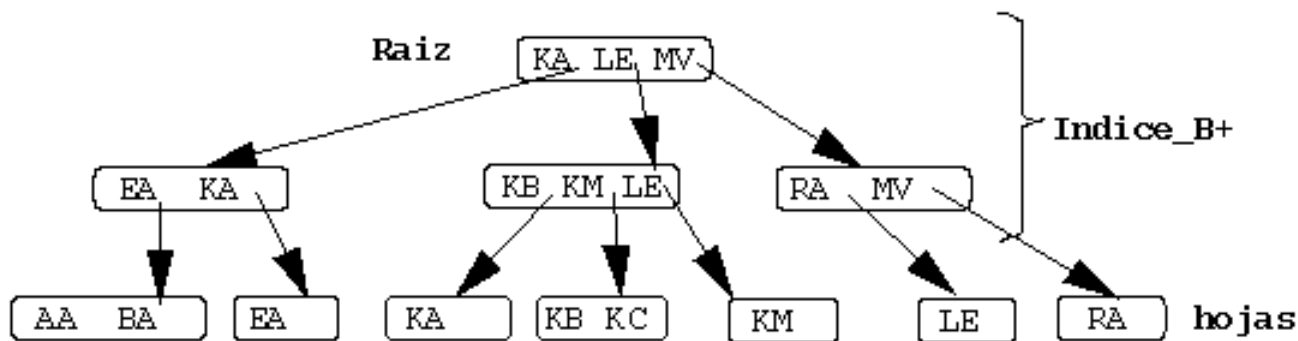 Raiz KA LE MV
Indice_B+
EA KA KB KM LE RA MV
AA BA EA KA KB KC KM LE RA hojas